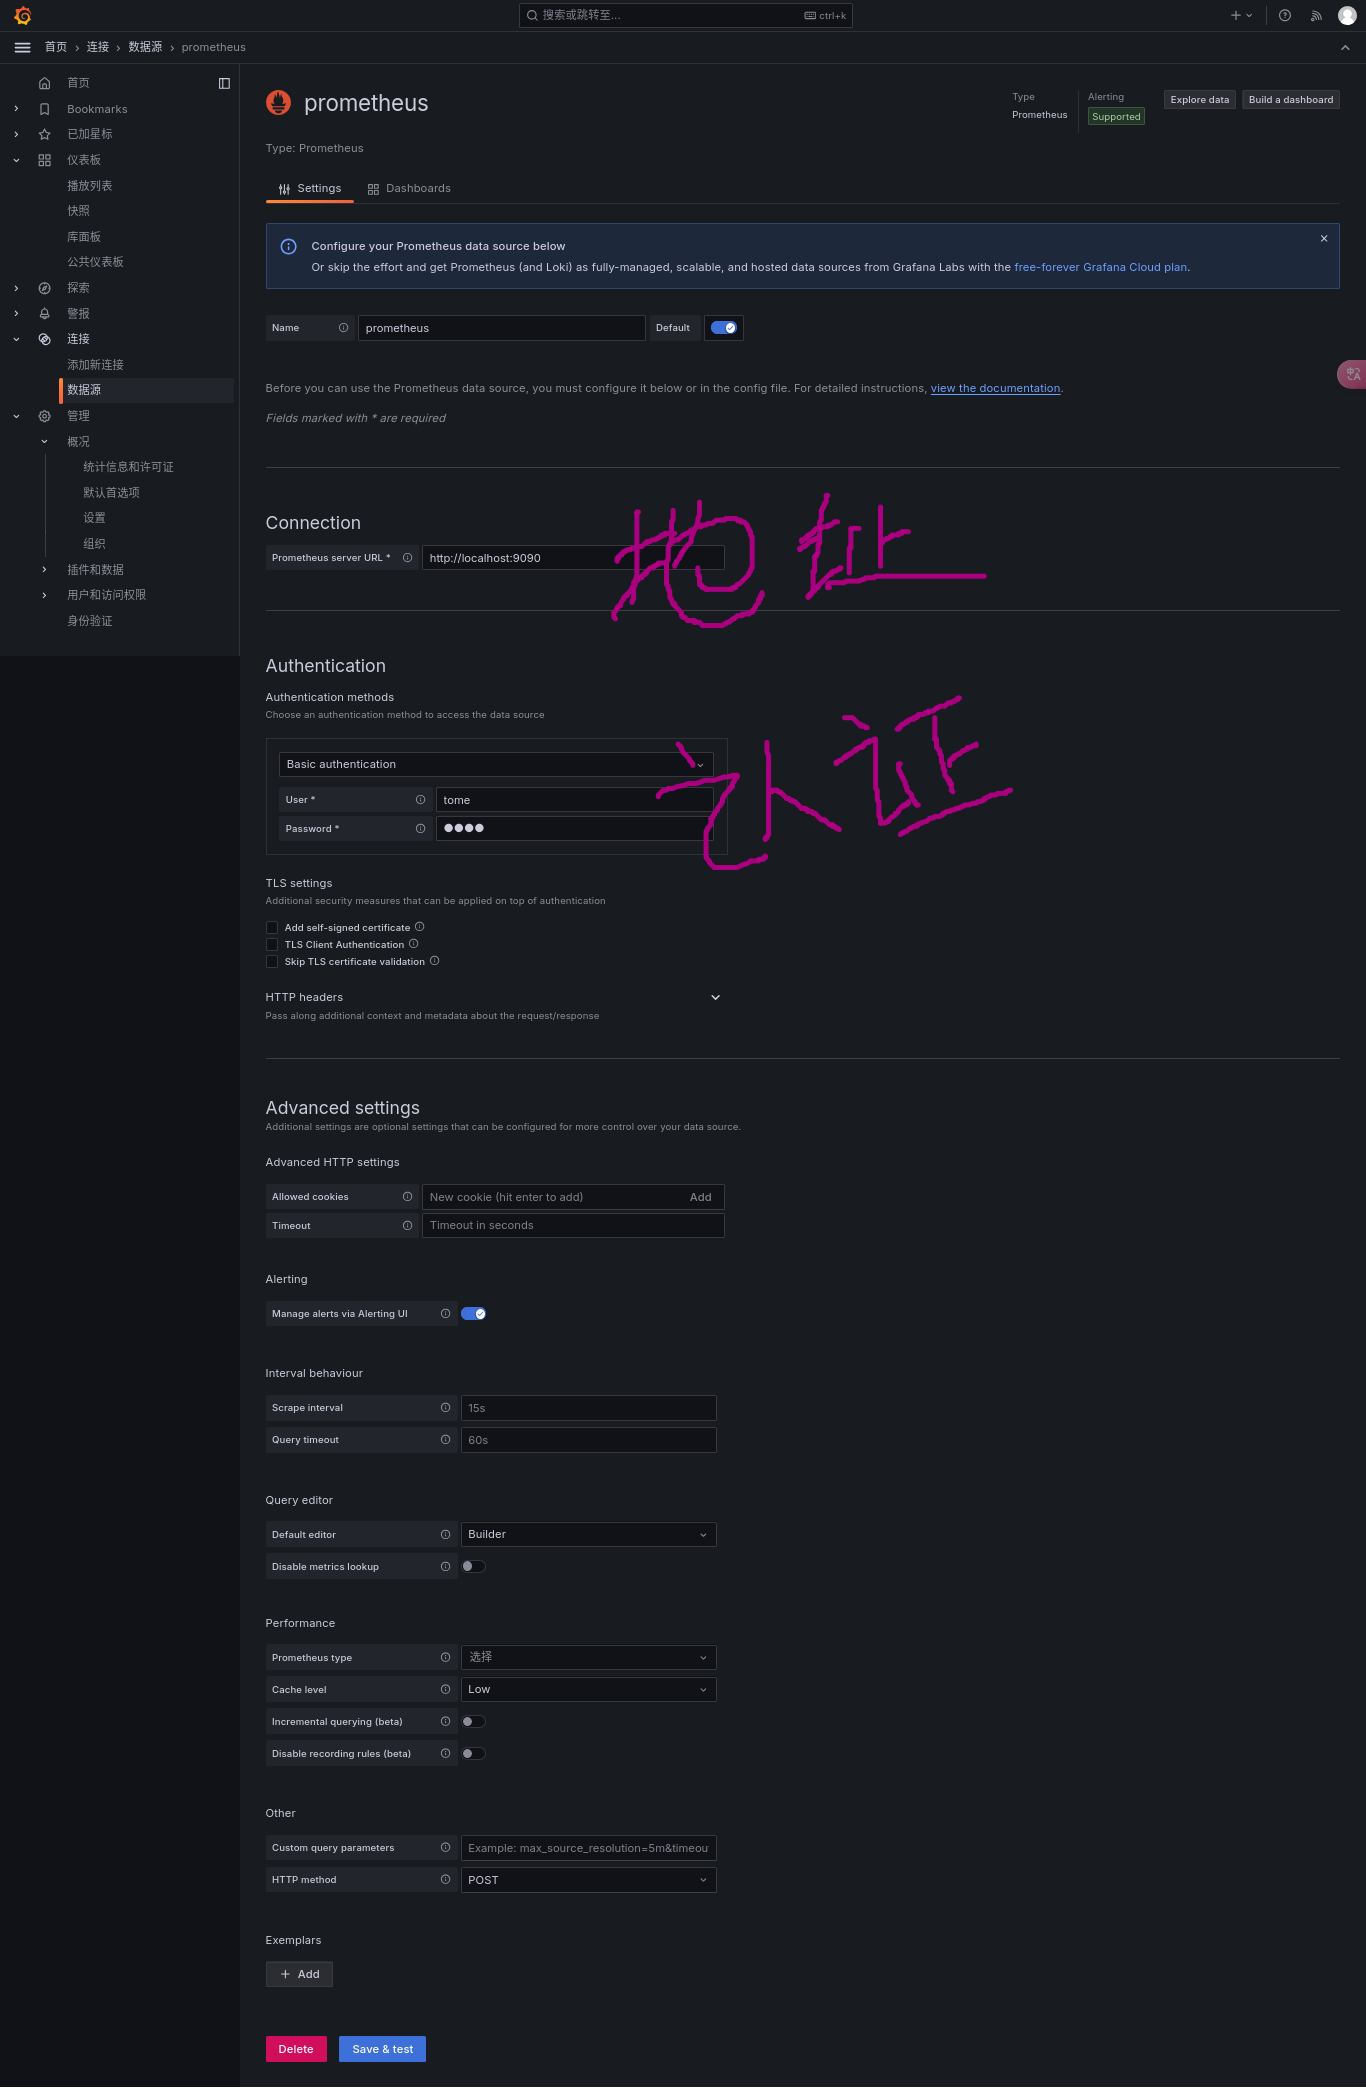 搜索或跳转至...
ctrl+k
首页 › 连接 › 数据源 › prometheus
首页
Bookmarks
已加星标
仪表板
播放列表
快照
库面板
公共仪表板
探索
警报
连接
添加新连接
数据源
管理
概况
统计信息和许可证
默认首选项
设置
组织
插件和数据
用户和访问权限
身份验证
prometheus
Type
Prometheus
Alerting
Supported
Explore data
Build a dashboard
Type: Prometheus
Settings
Dashboards
Configure your Prometheus data source below
Or skip the effort and get Prometheus (and Loki) as fully-managed, scalable, and hosted data sources from Grafana Labs with the free-forever Grafana Cloud plan.
Name
prometheus
Default
Before you can use the Prometheus data source, you must configure it below or in the config file. For detailed instructions, view the documentation.
Fields marked with * are required
Connection
Prometheus server URL *
http://localhost:9090
地址
Authentication
Authentication methods
Choose an authentication method to access the data source
Basic authentication
User *
tome
Password *
●●●●
认证
TLS settings
Additional security measures that can be applied on top of authentication
Add self-signed certificate
TLS Client Authentication
Skip TLS certificate validation
HTTP headers
Pass along additional context and metadata about the request/response
Advanced settings
Additional settings are optional settings that can be configured for more control over your data source.
Advanced HTTP settings
Allowed cookies
New cookie (hit enter to add)
Add
Timeout
Timeout in seconds
Alerting
Manage alerts via Alerting UI
Interval behaviour
Scrape interval
15s
Query timeout
60s
Query editor
Default editor
Builder
Disable metrics lookup
Performance
Prometheus type
选择
Cache level
Low
Incremental querying (beta)
Disable recording rules (beta)
Other
Custom query parameters
Example: max_source_resolution=5m&timeou
HTTP method
POST
Exemplars
+ Add
Delete
Save & test